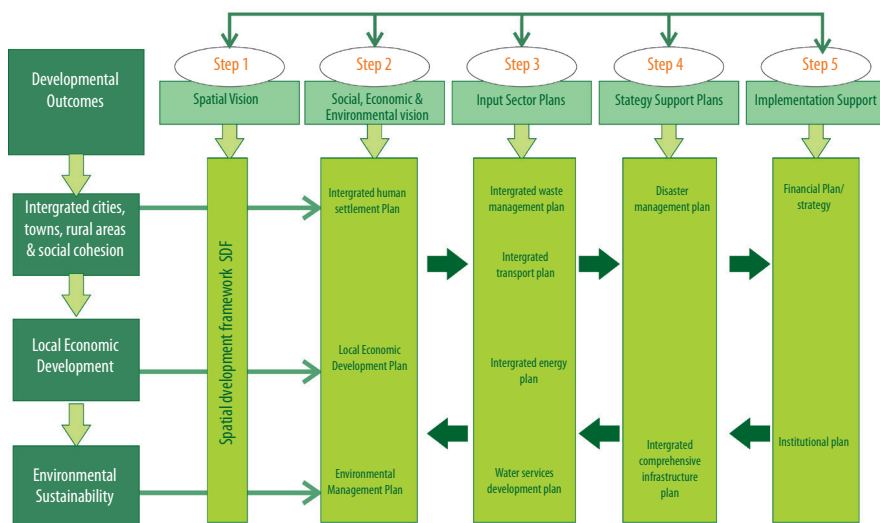 Developmental
Outcomes
Intergrated cities,
towns, rural areas
& social cohesion
Local Economic
Development
Environmental
Sustainability
Step 1
Spatial Vision
Spatial dvelopment framework SDF
Step 2
Social, Economic &
Environmental vision
Intergrated human
settlement Plan
Local Economic
Development Plan
Environmental
Management Plan
Step 3
Input Sector Plans
Intergrated waste
management plan
Intergrated
transport plan
Intergrated energy
plan
Water services
development plan
Step 4
Stategy Support Plans
Disaster
management plan
Intergrated
comprehensive
infrastructure
plan
Step 5
Implementation Support
Financial Plan/
strategy
Institutional plan